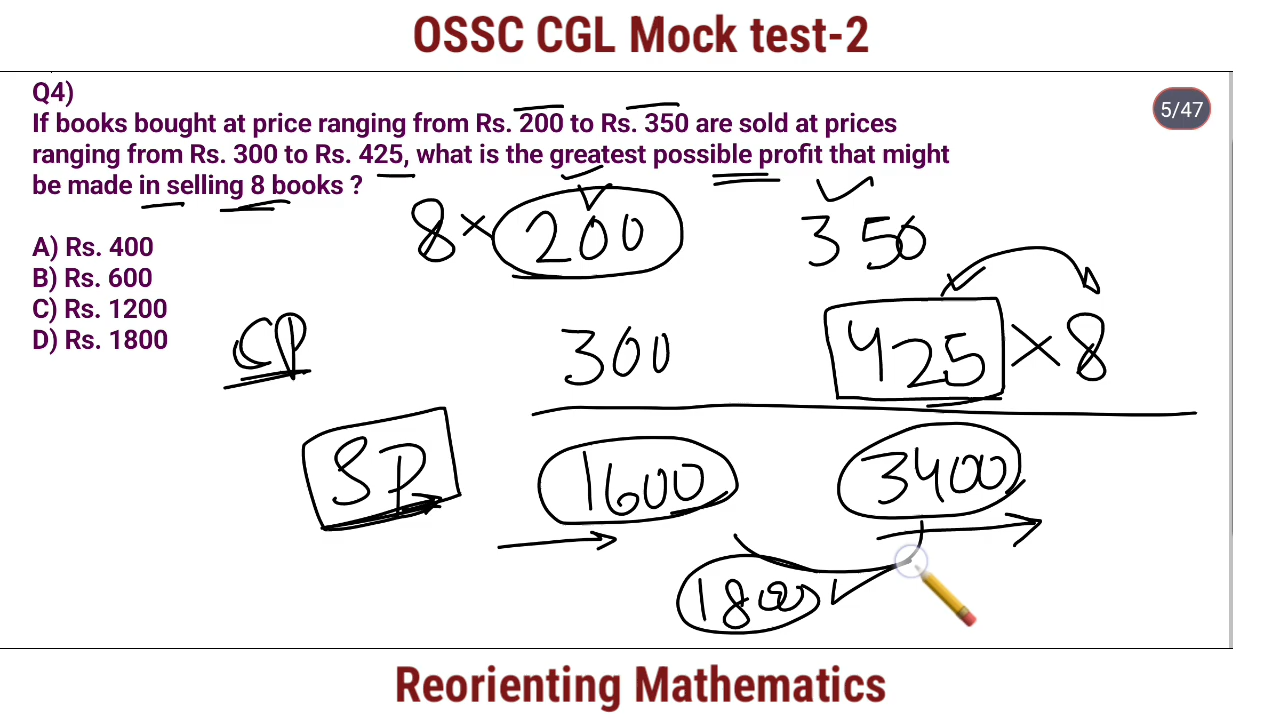 OSSC CGL Mock test-2
Q4)
5/47
If books bought at price ranging from Rs. 200 to Rs. 350 are sold at prices
ranging from Rs. 300 to Rs. 425, what is the greatest possible profit that might
be made in selling 8 books ?
8 × 200 350
A) Rs. 400
B) Rs. 600
C) Rs. 1200
D) Rs. 1800
CP 300 425 × 8
SP 1600 3400
1800
Reorienting Mathematics